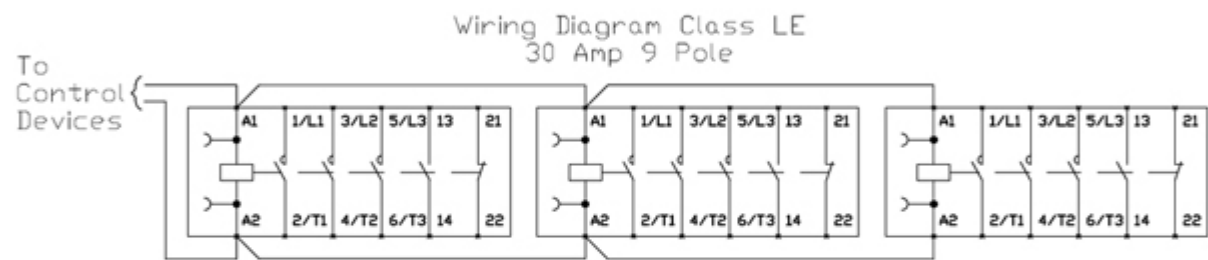 Wiring Diagram Class LE
30 Amp 9 Pole
To
Control
Devices
A1 1/L1 3/L2 5/L3 13 21
A2 2/T1 4/T2 6/T3 14 22
A1 1/L1 3/L2 5/L3 13 21
A2 2/T1 4/T2 6/T3 14 22
A1 1/L1 3/L2 5/L3 13 21
A2 2/T1 4/T2 6/T3 14 22